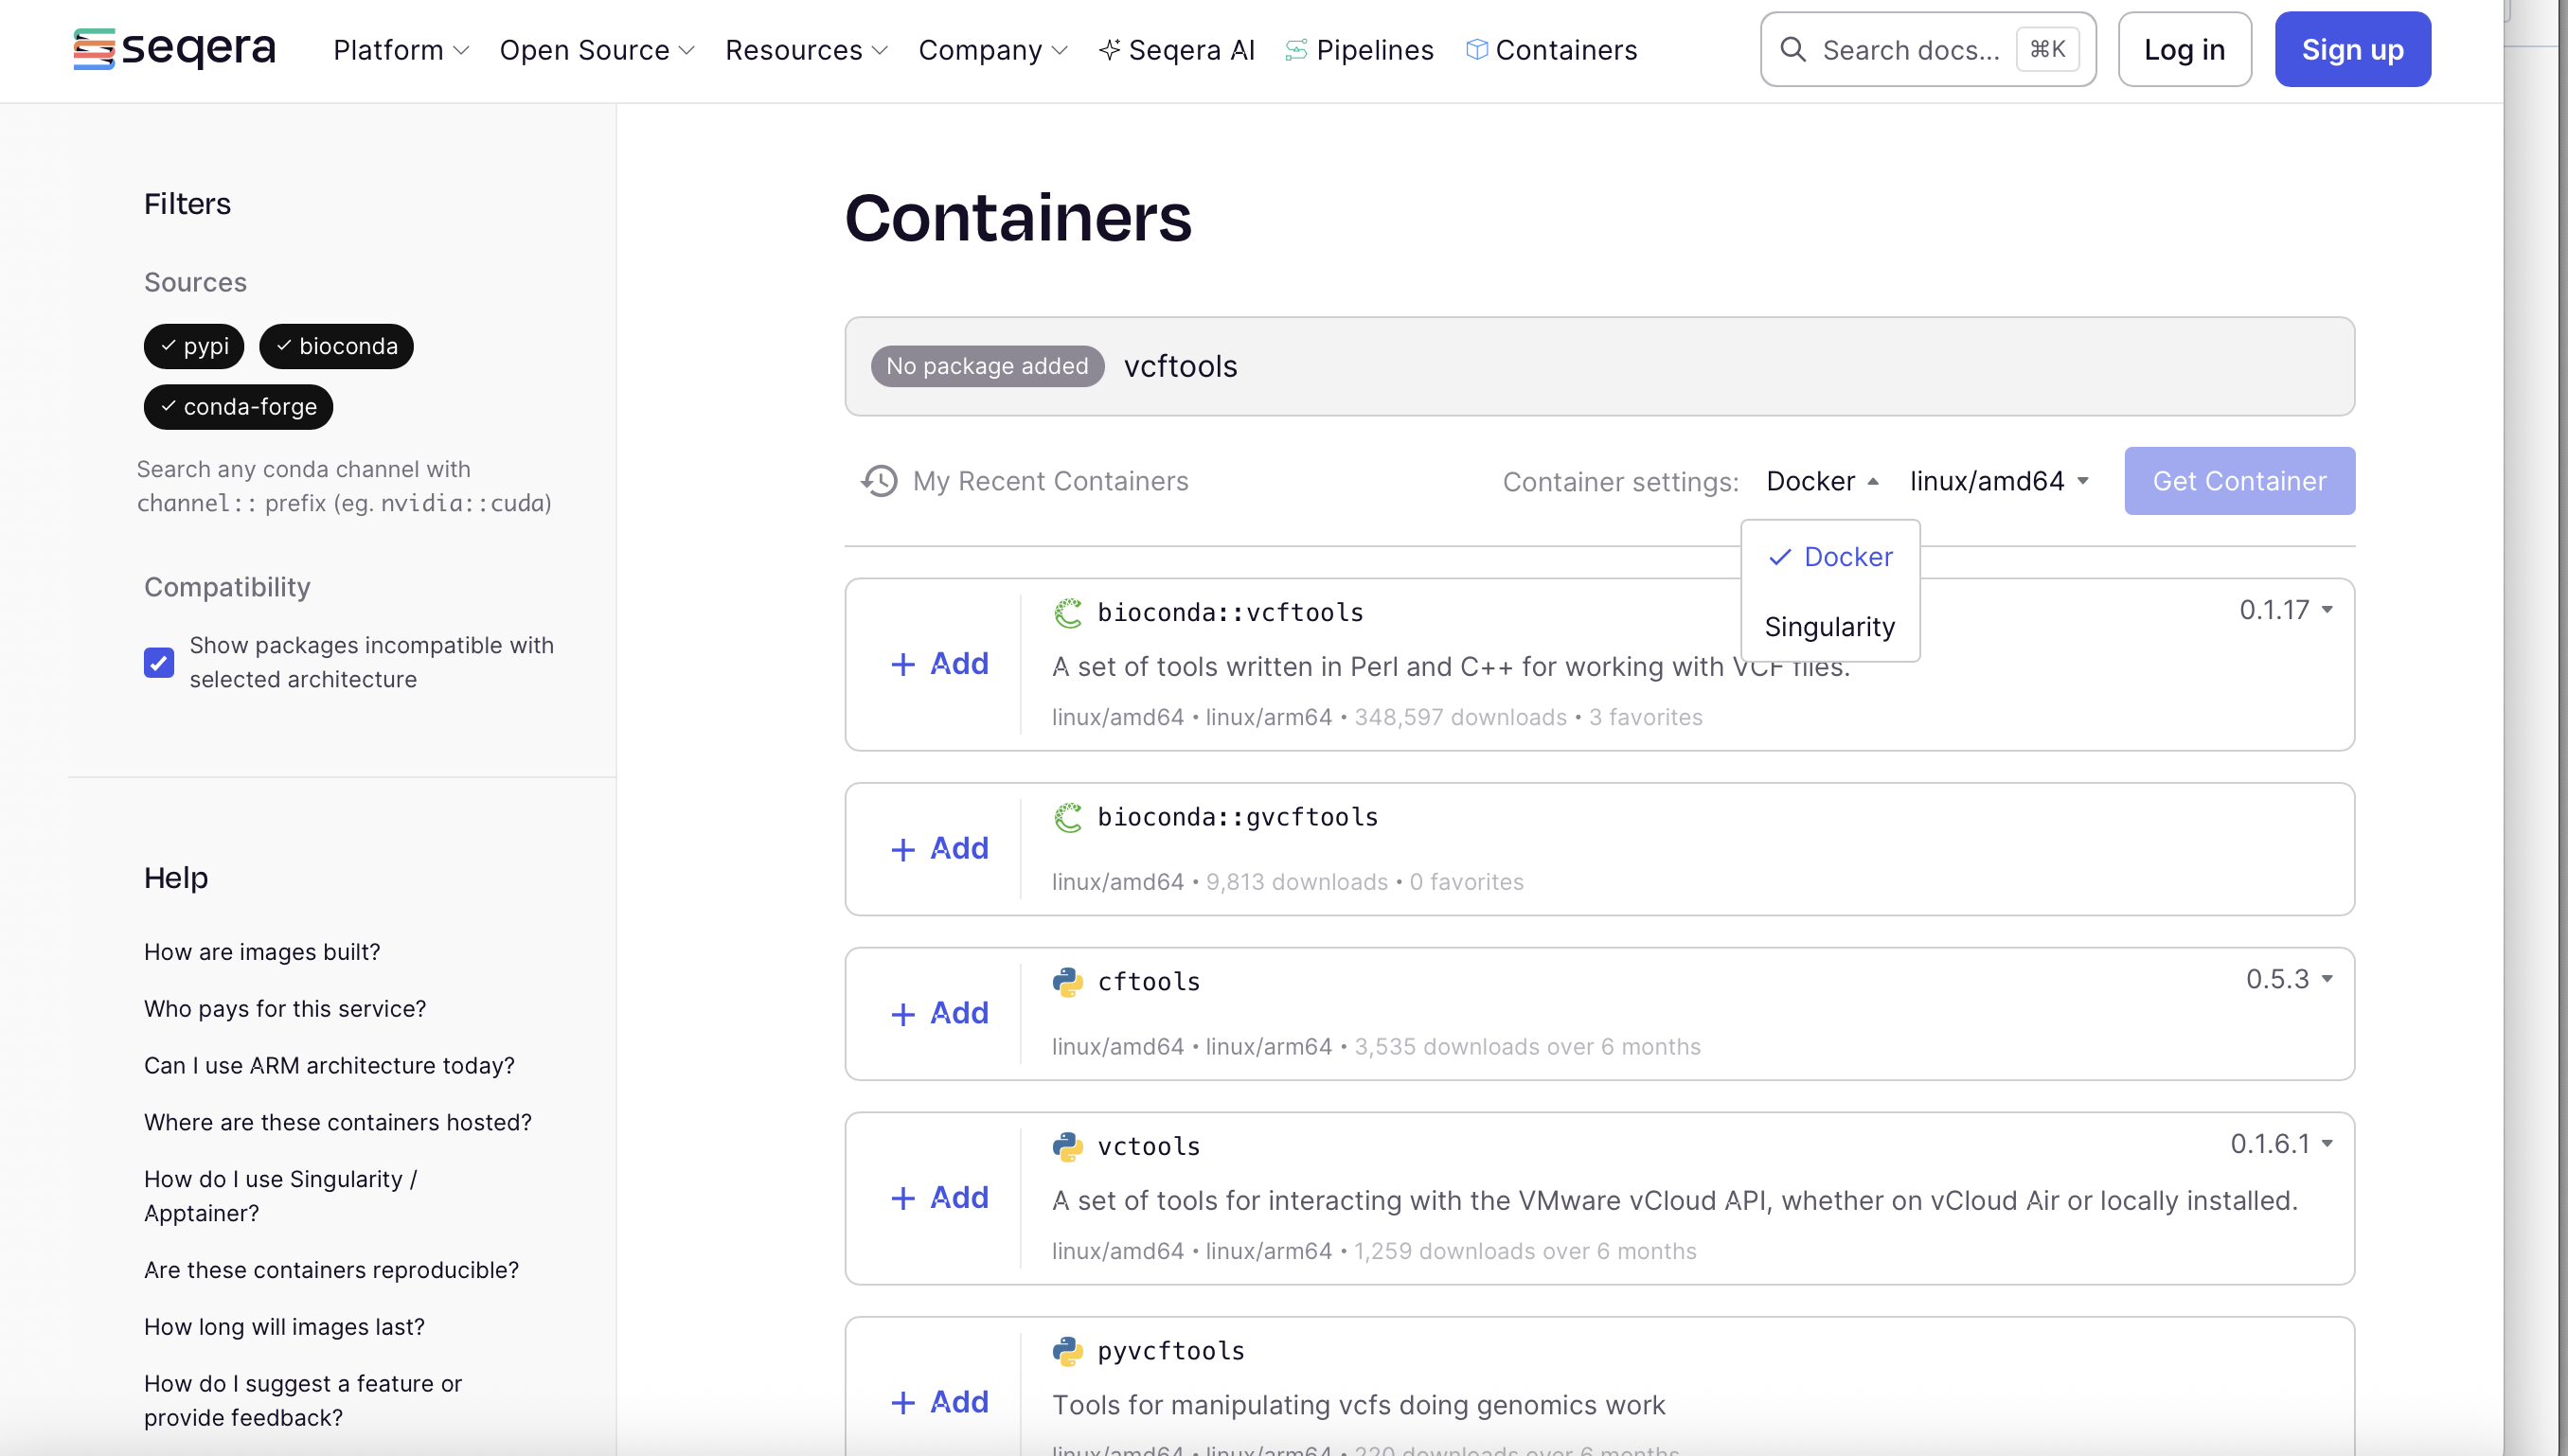 seqera
Platform Open Source Resources Company Seqera AI Pipelines Containers Search docs... ⌘K Log in Sign up
Filters
Sources
pypi bioconda
conda-forge
Search any conda channel with
channel:: prefix (eg. nvidia::cuda)
Compatibility
Show packages incompatible with
selected architecture
Help
How are images built?
Who pays for this service?
Can I use ARM architecture today?
Where are these containers hosted?
How do I use Singularity /
Apptainer?
Are these containers reproducible?
How long will images last?
How do I suggest a feature or
provide feedback?
Containers
No package added vcftools
My Recent Containers Container settings: Docker linux/amd64 Get Container
Docker
Singularity
+ Add bioconda::vcftools 0.1.17
A set of tools written in Perl and C++ for working with VCF files.
linux/amd64 • linux/arm64 • 348,597 downloads • 3 favorites
+ Add bioconda::gvcftools
linux/amd64 • 9,813 downloads • 0 favorites
+ Add cftools 0.5.3
linux/amd64 • linux/arm64 • 3,535 downloads over 6 months
+ Add vctools 0.1.6.1
A set of tools for interacting with the VMware vCloud API, whether on vCloud Air or locally installed.
linux/amd64 • linux/arm64 • 1,259 downloads over 6 months
+ Add pyvcftools
Tools for manipulating vcfs doing genomics work
linux/amd64 • linux/arm64 • 220 downloads over 6 months